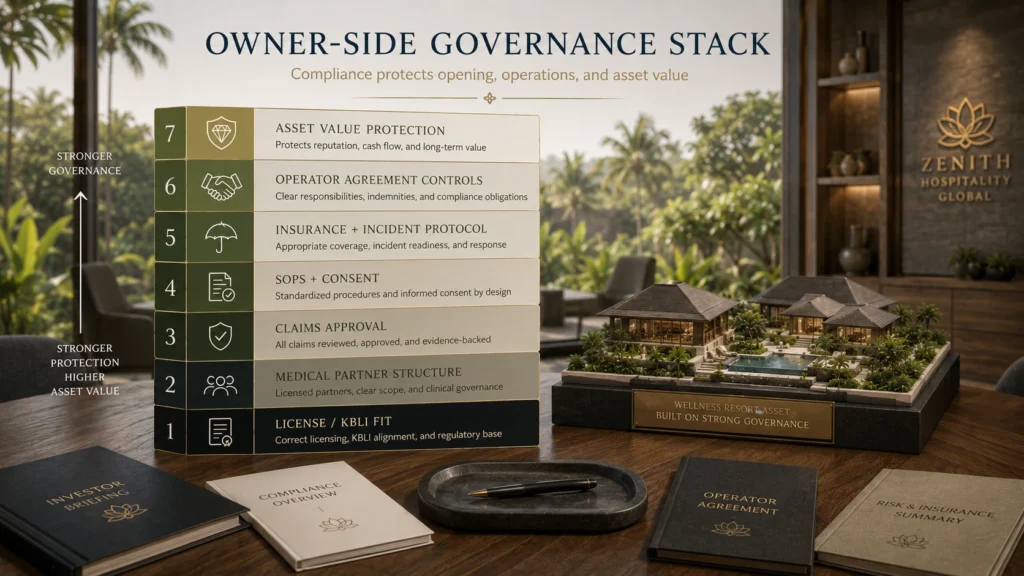 OWNER-SIDE GOVERNANCE STACK
Compliance protects opening, operations, and asset value
7
ASSET VALUE PROTECTION
Protects reputation, cash flow, and long-term value
6
OPERATOR AGREEMENT CONTROLS
Clear responsibilities, indemnities, and compliance obligations
5
INSURANCE + INCIDENT PROTOCOL
Appropriate coverage, incident readiness, and response
4
SOPS + CONSENT
Standardized procedures and informed consent by design
3
CLAIMS APPROVAL
All claims reviewed, approved, and evidence-backed
2
MEDICAL PARTNER STRUCTURE
Licensed partners, clear scope, and clinical governance
1
LICENSE / KBLI FIT
Correct licensing, KBLI alignment, and regulatory base
STRONGER
GOVERNANCE
STRONGER
PROTECTION
HIGHER
ASSET VALUE
ZENITH
HOSPITALITY
GLOBAL
WELLNESS RESORT ASSET
BUILT ON STRONG GOVERNANCE
INVESTOR
BRIEFING
COMPLIANCE
OVERVIEW
OPERATOR
AGREEMENT
RISK & INSURANCE
SUMMARY